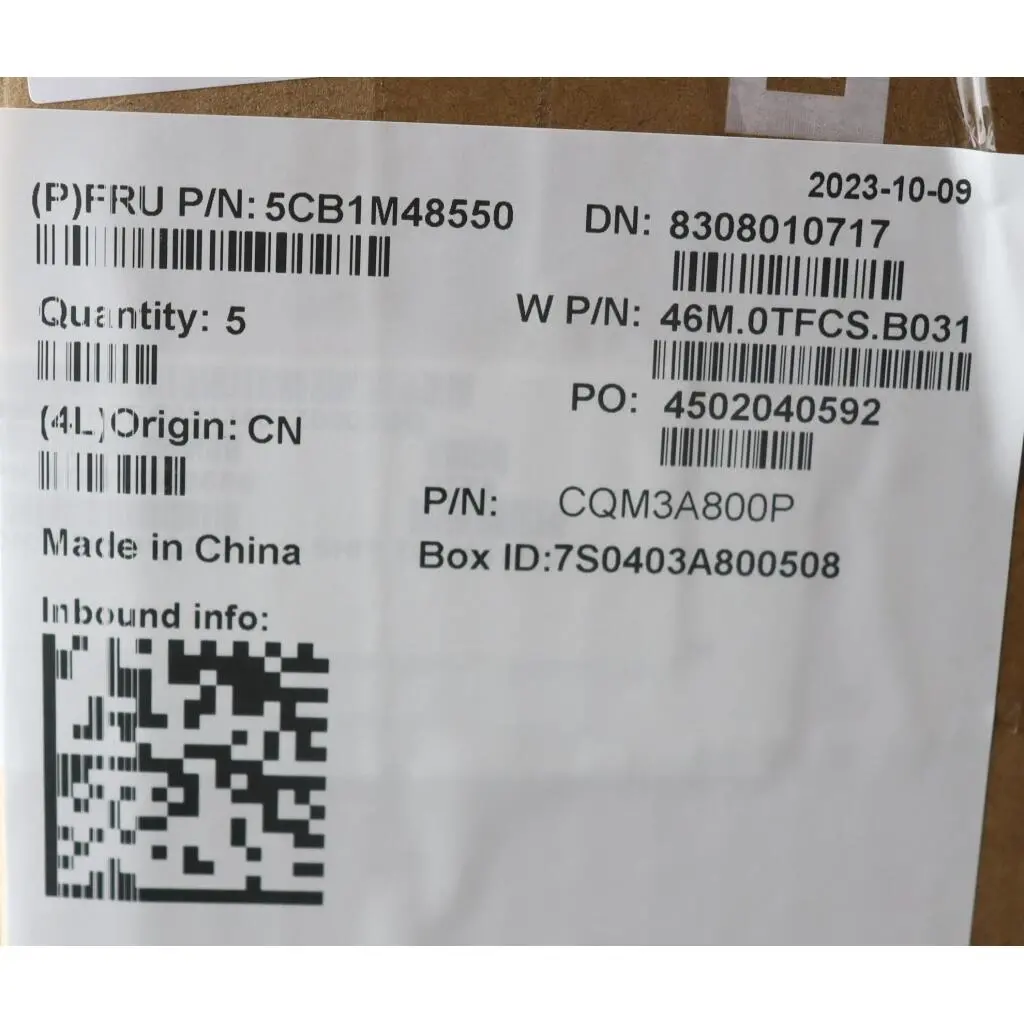 2023-10-09
(P)FRU P/N: 5CB1M48550
DN: 8308010717
Quantity: 5
W P/N: 46M.0TFCS.B031
(4L)Origin: CN
PO: 4502040592
P/N: CQM3A800P
Made in China
Box ID:7S0403A800508
Inbound info: